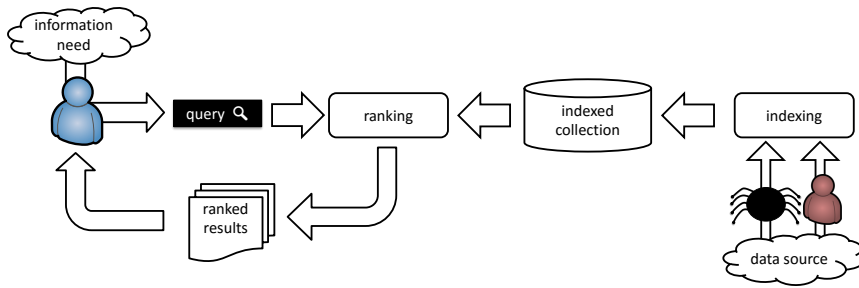 information
need
query
ranking
indexed
collection
indexing
ranked
results
data source